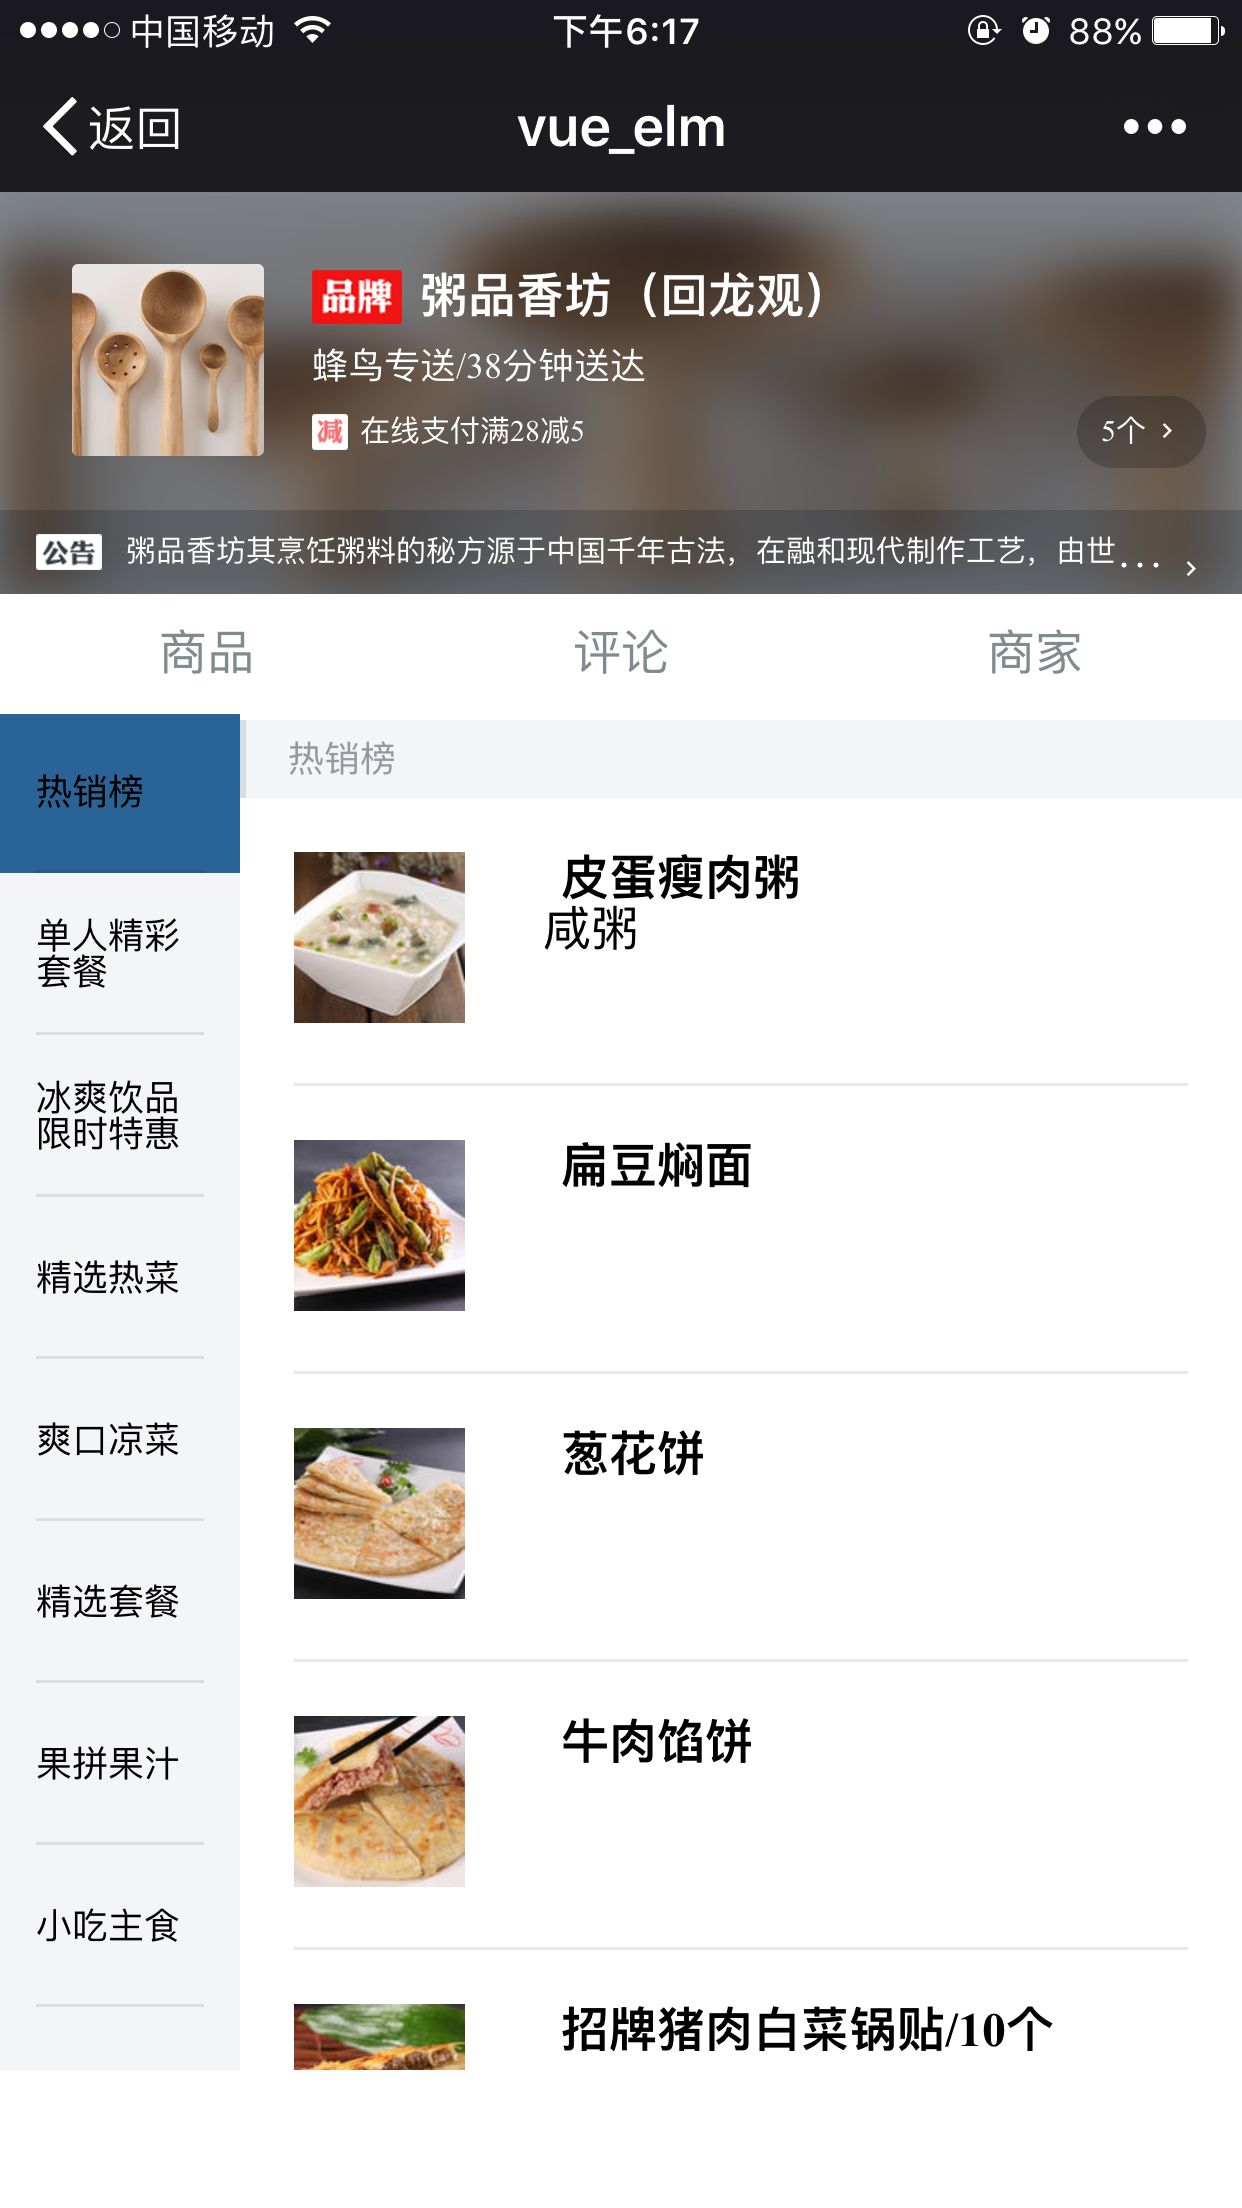 中国移动
下午6:17
88%
返回
vue_elm
品牌 粥品香坊（回龙观）
蜂鸟专送/38分钟送达
减 在线支付满28减5
5个
公告 粥品香坊其烹饪粥料的秘方源于中国千年古法，在融和现代制作工艺，由世...
商品
评论
商家
热销榜
单人精彩
套餐
冰爽饮品
限时特惠
精选热菜
爽口凉菜
精选套餐
果拼果汁
小吃主食
热销榜
皮蛋瘦肉粥
咸粥
扁豆焖面
葱花饼
牛肉馅饼
招牌猪肉白菜锅贴/10个